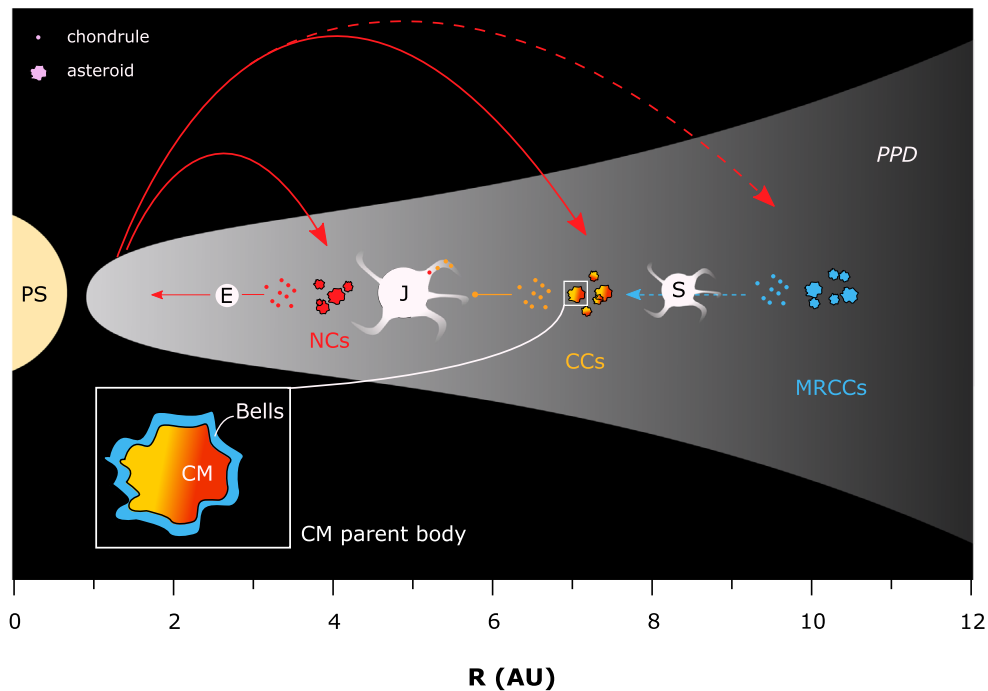 chondrule
asteroid
PPD
PS
E
J
S
NCs
CCs
MRCCs
Bells
CM
CM parent body
0 2 4 6 8 10 12
R (AU)